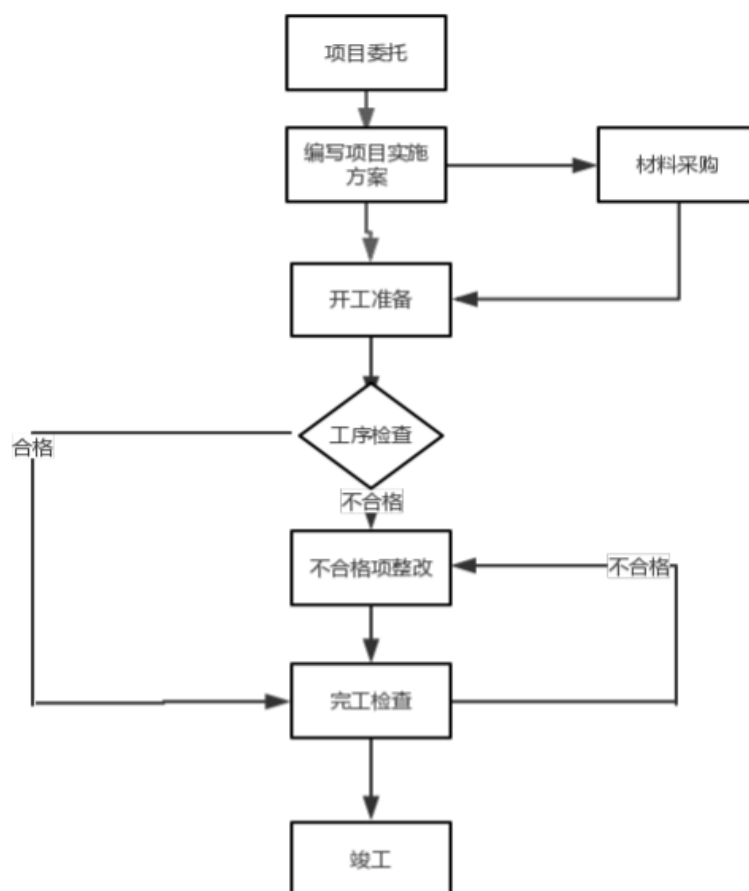 项目委托
编写项目实施
方案
材料采购
开工准备
工序检查
合格
不合格
不合格项整改
不合格
完工检查
竣工